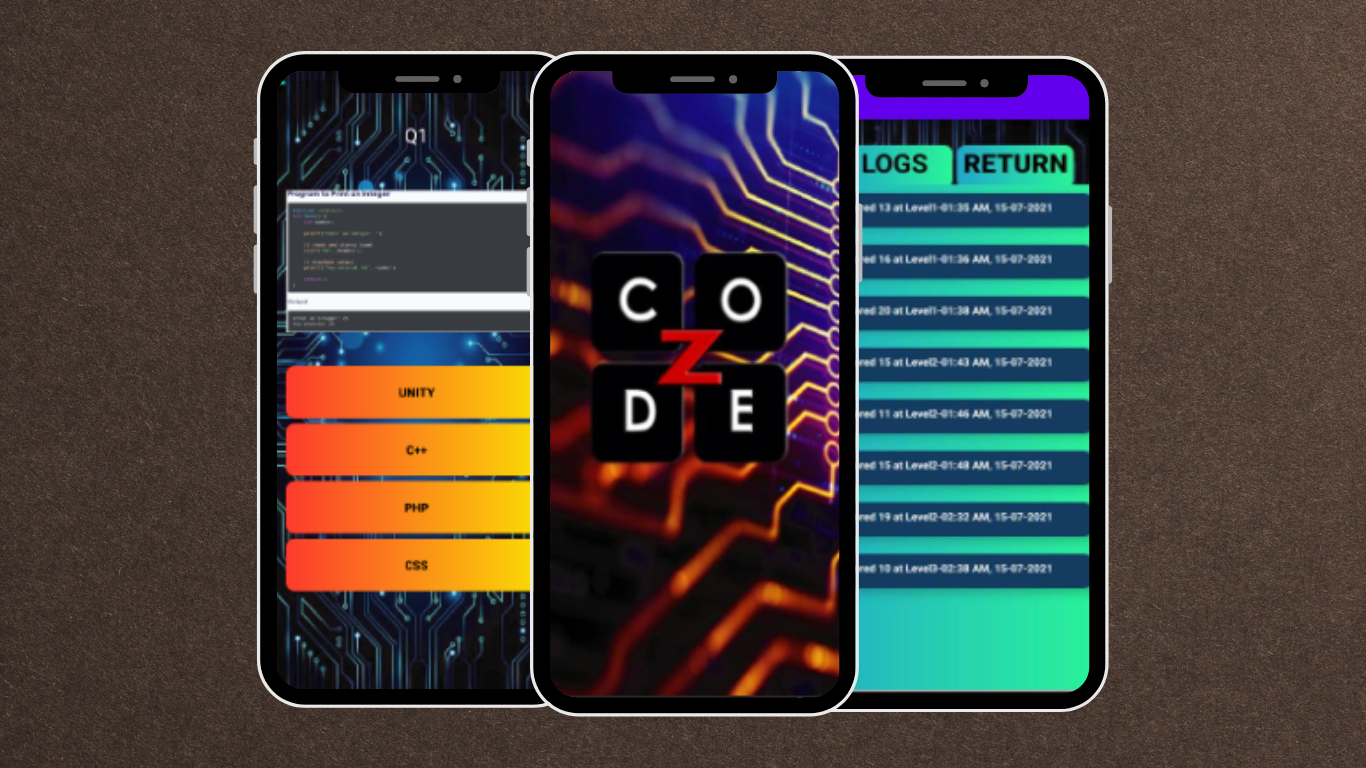 Q1
Program to Print an Integer
Output
UNITY
C++
PHP
CSS
C O
Z
D E
LOGS RETURN
red 13 at Level1-01:35 AM, 15-07-2021
red 16 at Level1-01:36 AM, 15-07-2021
red 20 at Level1-01:38 AM, 15-07-2021
red 15 at Level2-01:43 AM, 15-07-2021
red 11 at Level2-01:46 AM, 15-07-2021
red 15 at Level2-01:48 AM, 15-07-2021
red 19 at Level2-02:32 AM, 15-07-2021
red 10 at Level3-02:38 AM, 15-07-2021